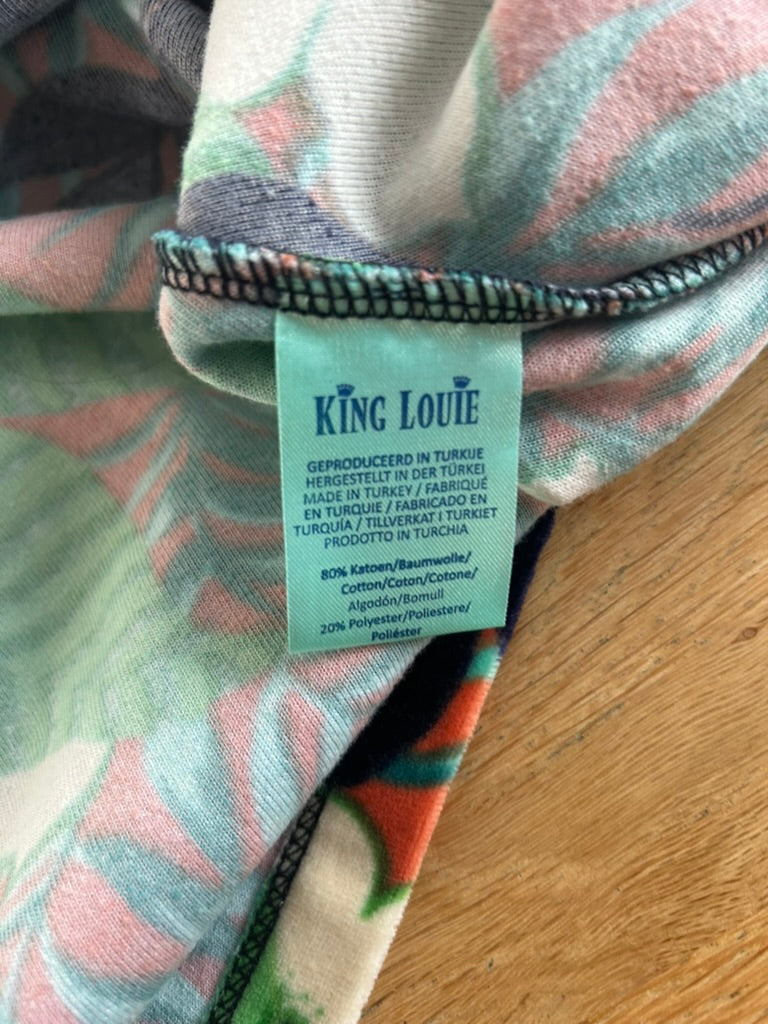 KING LOUIE
GEPRODUCEERD IN TURKIJE
HERGESTELLT IN DER TÜRKEI
MADE IN TURKEY / FABRIQUÉ
EN TURQUIE / FABRICADO EN
TURQUÍA / TILLVERKAT I TURKIET
PRODOTTO IN TURCHIA
80% Katoen/Baumwolle/
Cotton/Coton/Cotone/
Algodón/Bomull
20% Polyester/Poliestere/
Poliéster